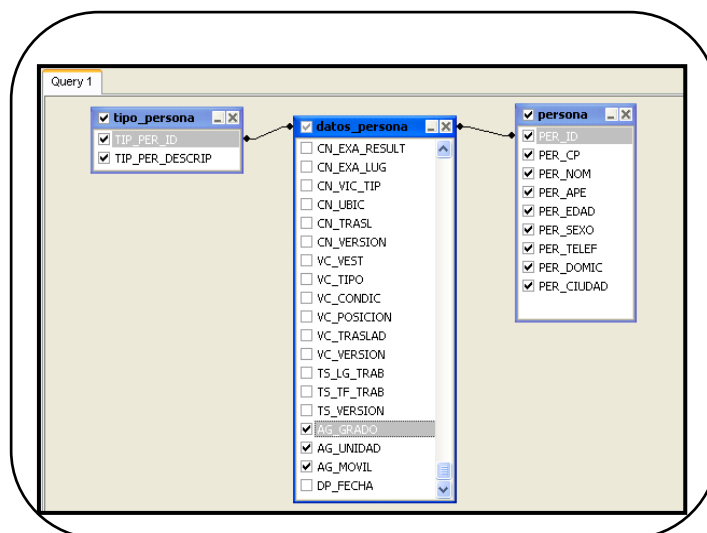 Query 1
tipo_persona
TIP_PER_ID
TIP_PER_DESCRIP
datos_persona
CN_EXA_RESULT
CN_EXA_LUG
CN_VIC_TIP
CN_UBIC
CN_TRASL
CN_VERSION
VC_VEST
VC_TIPO
VC_CONDIC
VC_POSICION
VC_TRASLAD
VC_VERSION
TS_LG_TRAB
TS_TF_TRAB
TS_VERSION
AG_GRADO
AG_UNIDAD
AG_MOVIL
DP_FECHA
persona
PER_ID
PER_CP
PER_NOM
PER_APE
PER_EDAD
PER_SEXO
PER_TELEF
PER_DOMIC
PER_CIUDAD